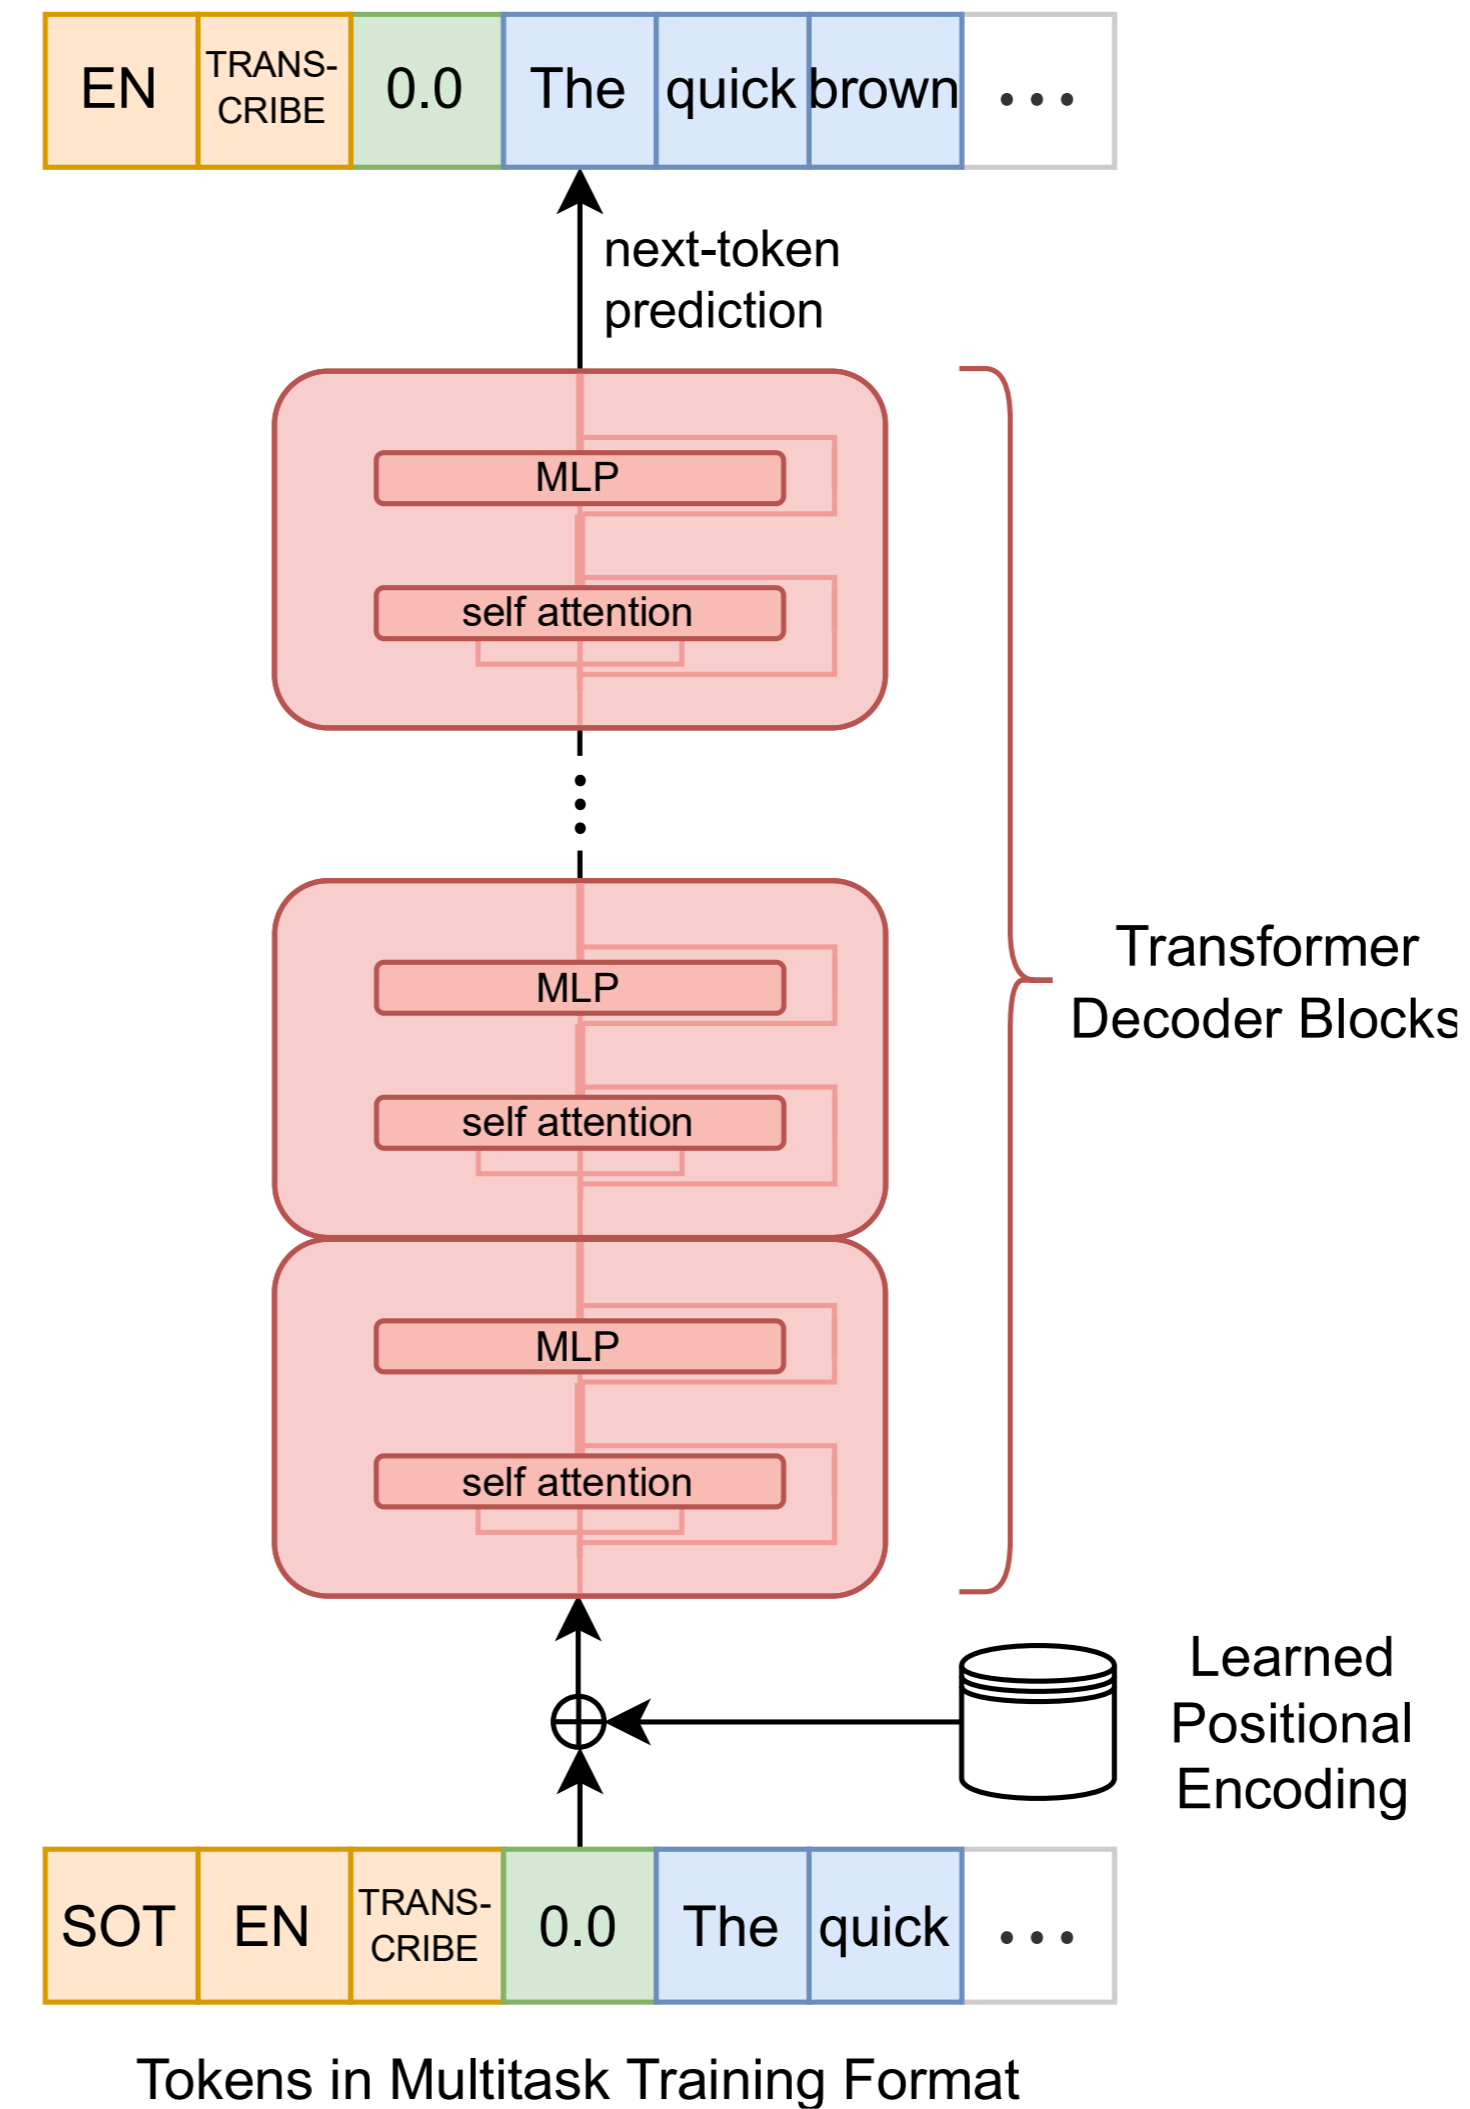 EN TRANS-CRIBE 0.0 The quick brown ...
next-token
prediction
MLP
self attention
MLP
self attention
Transformer
Decoder Blocks
MLP
self attention
Learned
Positional
Encoding
SOT EN TRANS-CRIBE 0.0 The quick ...
Tokens in Multitask Training Format